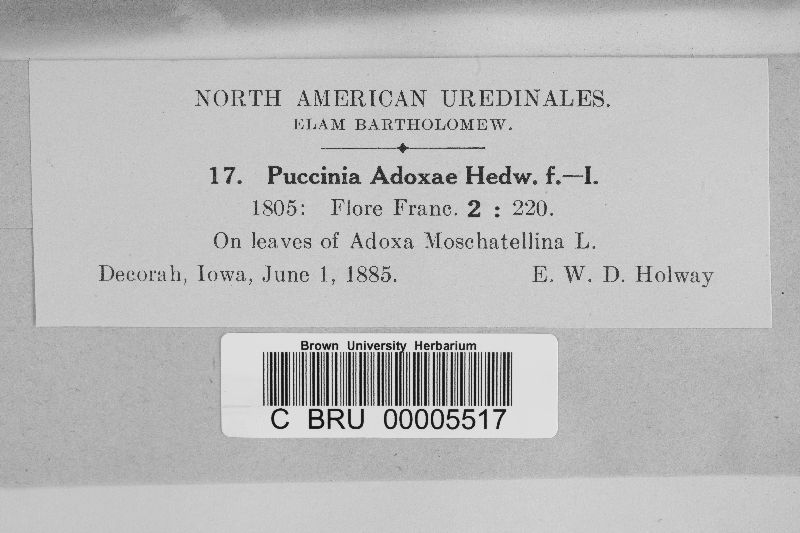 NORTH AMERICAN UREDINALES.
ELAM BARTHOLOMEW.
17. Puccinia Adoxae Hedw. f.—I.
1805: Flore Franc. 2 : 220.
On leaves of Adoxa Moschatellina L.
Decorah, Iowa, June 1, 1885. E. W. D. Holway
Brown University Herbarium
C BRU 00005517